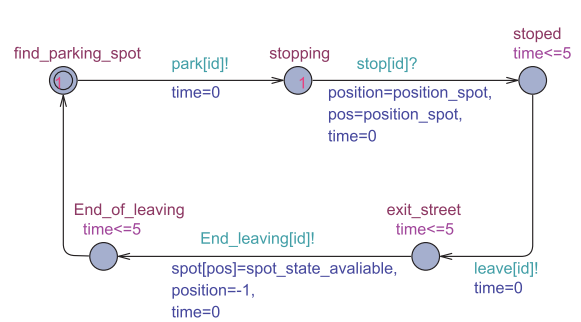 find_parking_spot
1
park[id]!
time=0
stopping
1
stop[id]?
position=position_spot,
pos=position_spot,
time=0
stoped
time<=5
End_of_leaving
time<=5
End_leaving[id]!
spot[pos]=spot_state_avaliable,
position=-1,
time=0
exit_street
time<=5
leave[id]!
time=0